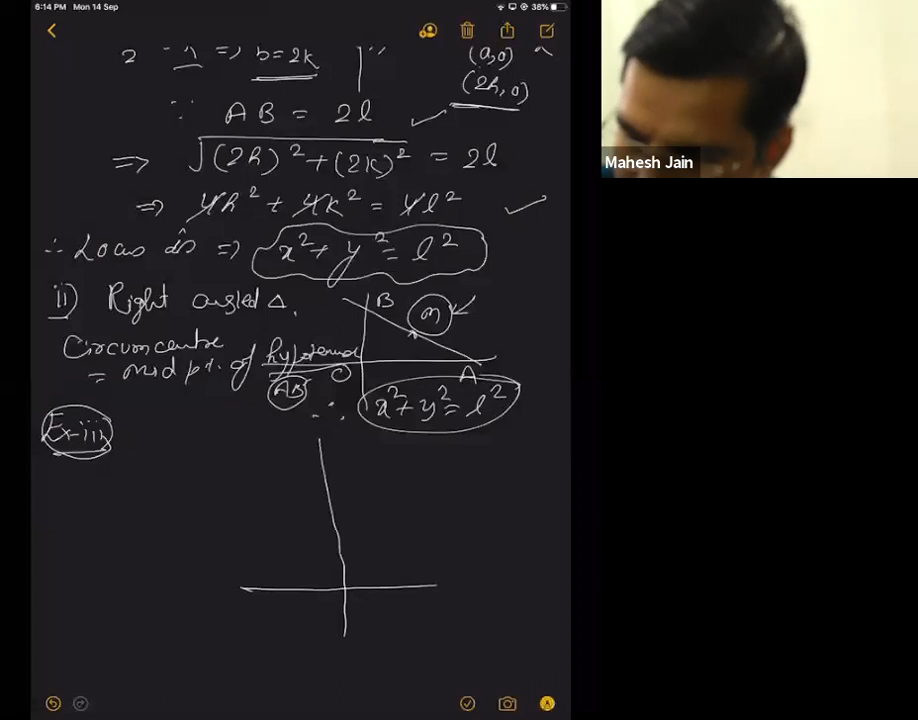 6:14 PM Mon 14 Sep
38%
2 => b=2k
(a,0)
(2h,0)
∵ AB = 2l
=> √(2h)²+(2k)² = 2l
=> 4h²+4k²=4l²
∴ Locus is => x²+y²=l²
ii) Right angled Δ.
B
Circumcentre
= mid pt. of hypotenuse
AB
O
A
∴ x²+y²=l²
Ex-iii
Mahesh Jain